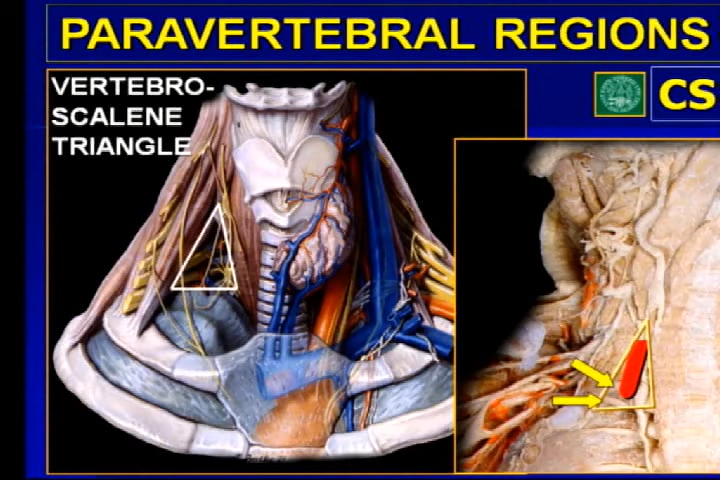 PARAVERTEBRAL REGIONS
VERTEBRO-
SCALENE
TRIANGLE
CS